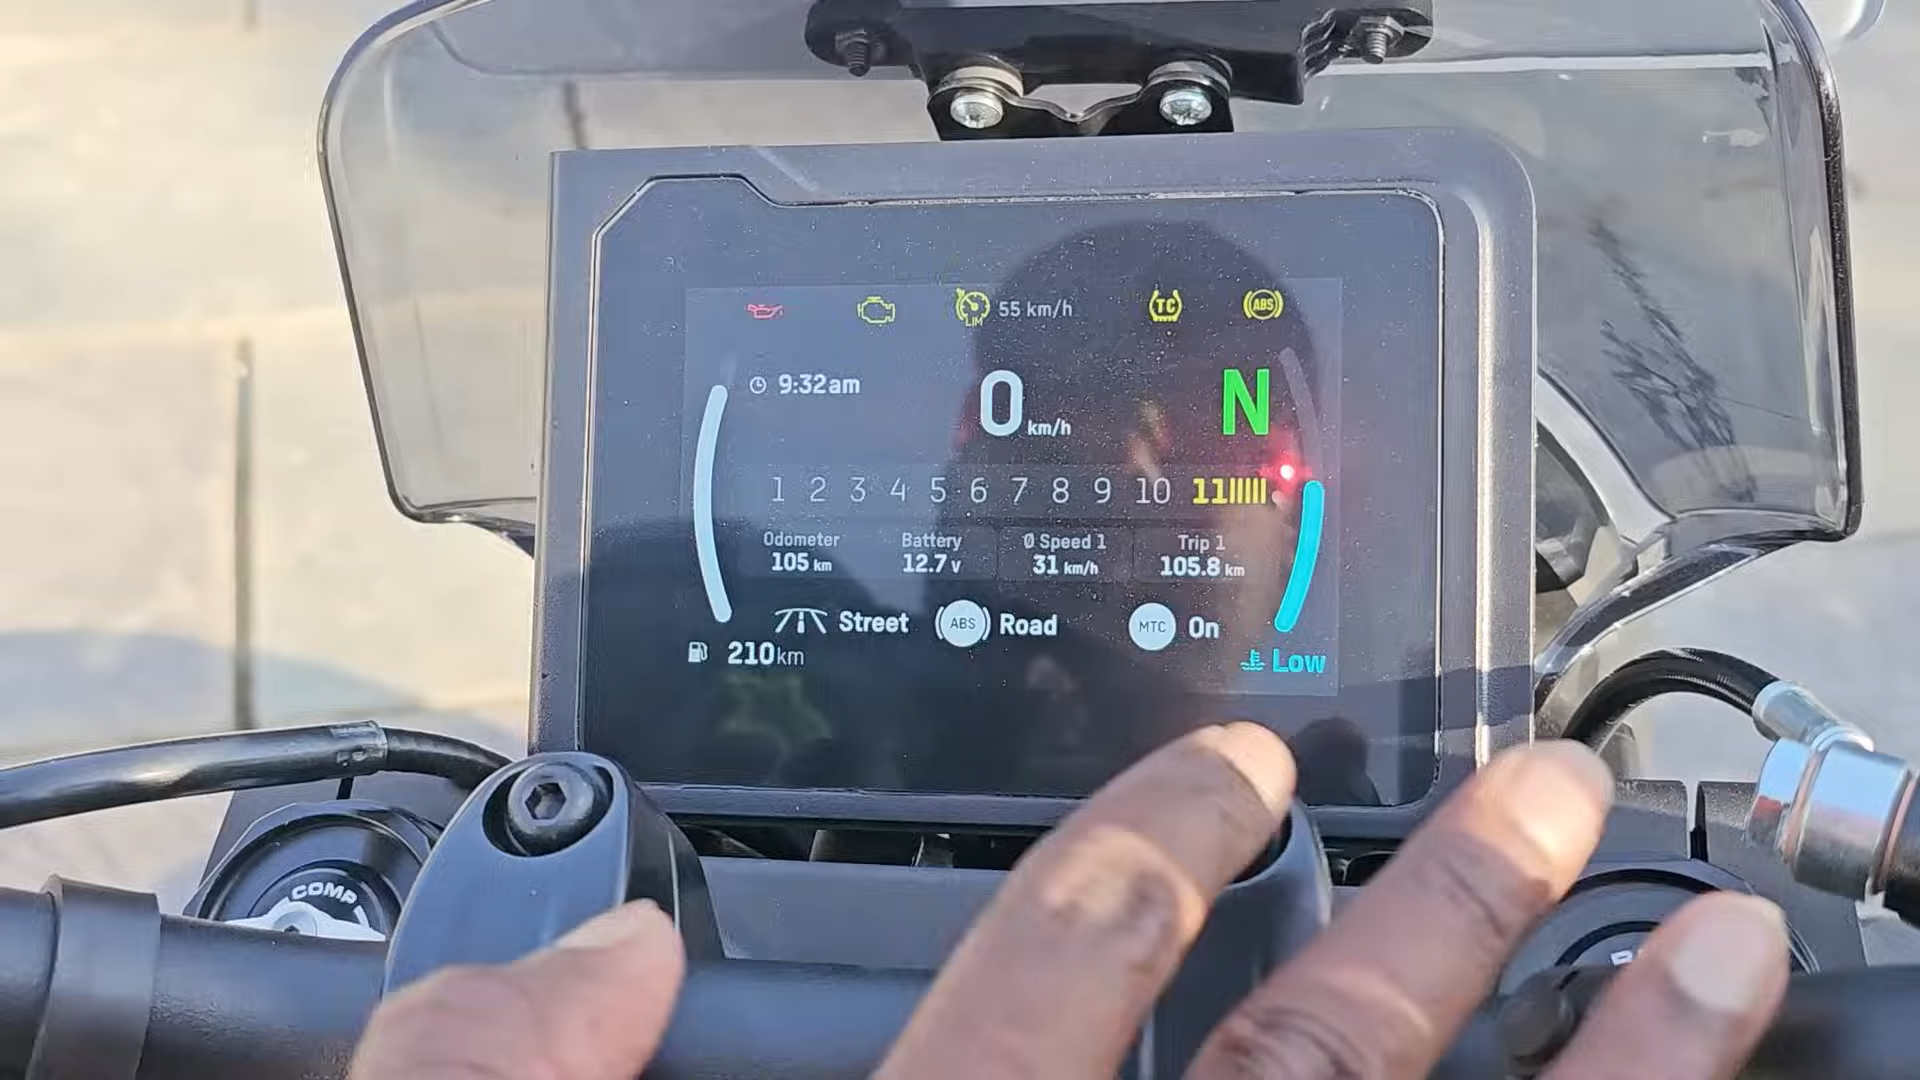 LIM 55 km/h TC ABS
9:32am
0 km/h N
1 2 3 4 5 6 7 8 9 10 11
Odometer Battery Ø Speed 1 Trip 1
105 km 12.7 v 31 km/h 105.8 km
Street ABS Road MTC On
210km Low
COMP